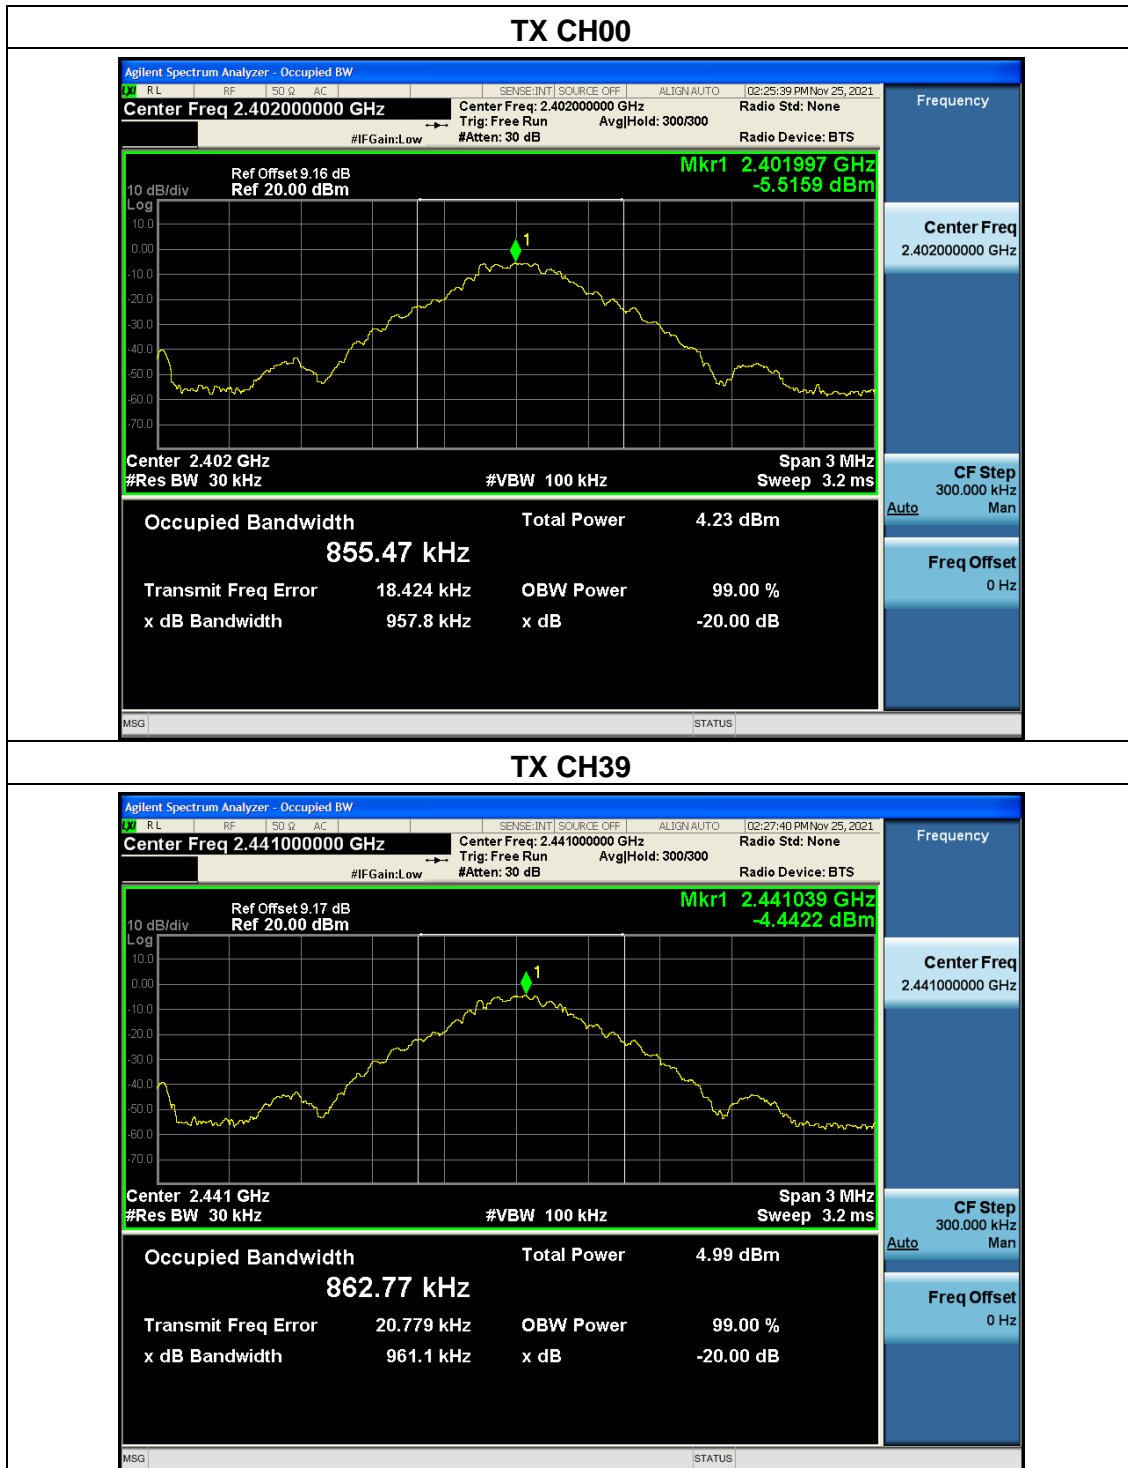 TX CH00
Agilent Spectrum Analyzer - Occupied BW
LXI RL RF 50 Ω AC SENSE:INT SOURCE OFF ALIGN AUTO 02:25:39 PM Nov 25, 2021
Center Freq 2.402000000 GHz
Center Freq: 2.402000000 GHz Radio Std: None
Trig: Free Run Avg|Hold: 300/300
#IFGain:Low #Atten: 30 dB Radio Device: BTS
Frequency
Mkr1 2.401997 GHz
-5.5159 dBm
Ref Offset 9.16 dB
10 dB/div Ref 20.00 dBm
Log
10.0
0.00
-10.0
-20.0
-30.0
-40.0
-50.0
-60.0
-70.0
1
Center 2.402 GHz Span 3 MHz
#Res BW 30 kHz #VBW 100 kHz Sweep 3.2 ms
Center Freq
2.402000000 GHz
CF Step
300.000 kHz
Auto Man
Freq Offset
0 Hz
Occupied Bandwidth Total Power 4.23 dBm
855.47 kHz
Transmit Freq Error 18.424 kHz OBW Power 99.00 %
x dB Bandwidth 957.8 kHz x dB -20.00 dB
MSG STATUS
TX CH39
Agilent Spectrum Analyzer - Occupied BW
LXI RL RF 50 Ω AC SENSE:INT SOURCE OFF ALIGN AUTO 02:27:40 PM Nov 25, 2021
Center Freq 2.441000000 GHz
Center Freq: 2.441000000 GHz Radio Std: None
Trig: Free Run Avg|Hold: 300/300
#IFGain:Low #Atten: 30 dB Radio Device: BTS
Frequency
Mkr1 2.441039 GHz
-4.4422 dBm
Ref Offset 9.17 dB
10 dB/div Ref 20.00 dBm
Log
10.0
0.00
-10.0
-20.0
-30.0
-40.0
-50.0
-60.0
-70.0
1
Center 2.441 GHz Span 3 MHz
#Res BW 30 kHz #VBW 100 kHz Sweep 3.2 ms
Center Freq
2.441000000 GHz
CF Step
300.000 kHz
Auto Man
Freq Offset
0 Hz
Occupied Bandwidth Total Power 4.99 dBm
862.77 kHz
Transmit Freq Error 20.779 kHz OBW Power 99.00 %
x dB Bandwidth 961.1 kHz x dB -20.00 dB
MSG STATUS